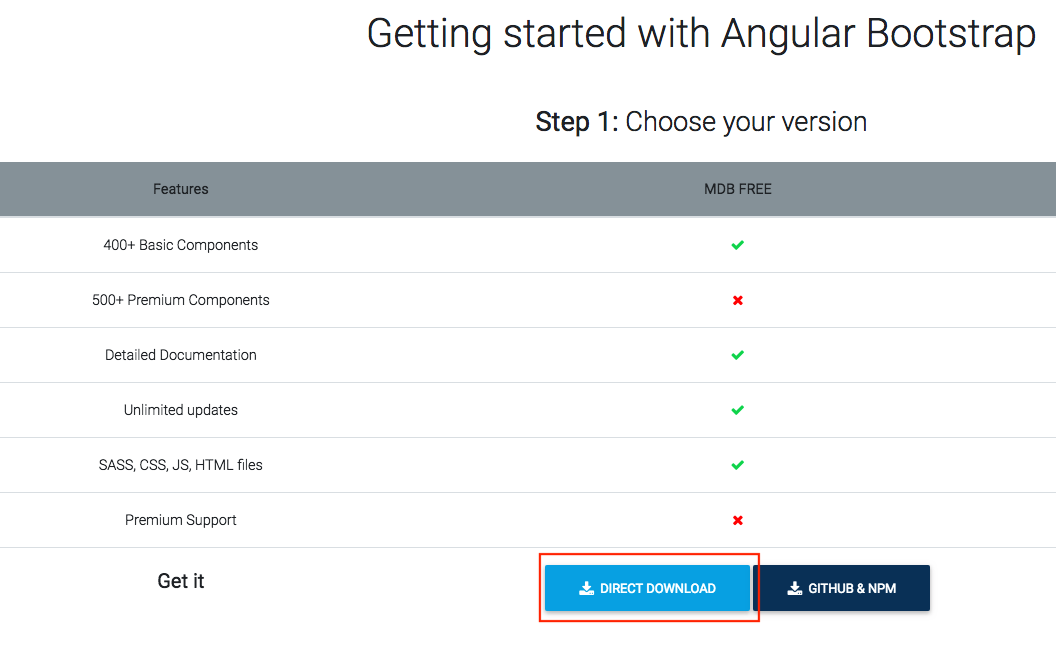 Getting started with Angular Bootstrap
Step 1: Choose your version
Features MDB FREE
400+ Basic Components
500+ Premium Components
Detailed Documentation
Unlimited updates
SASS, CSS, JS, HTML files
Premium Support
Get it DIRECT DOWNLOAD GITHUB & NPM